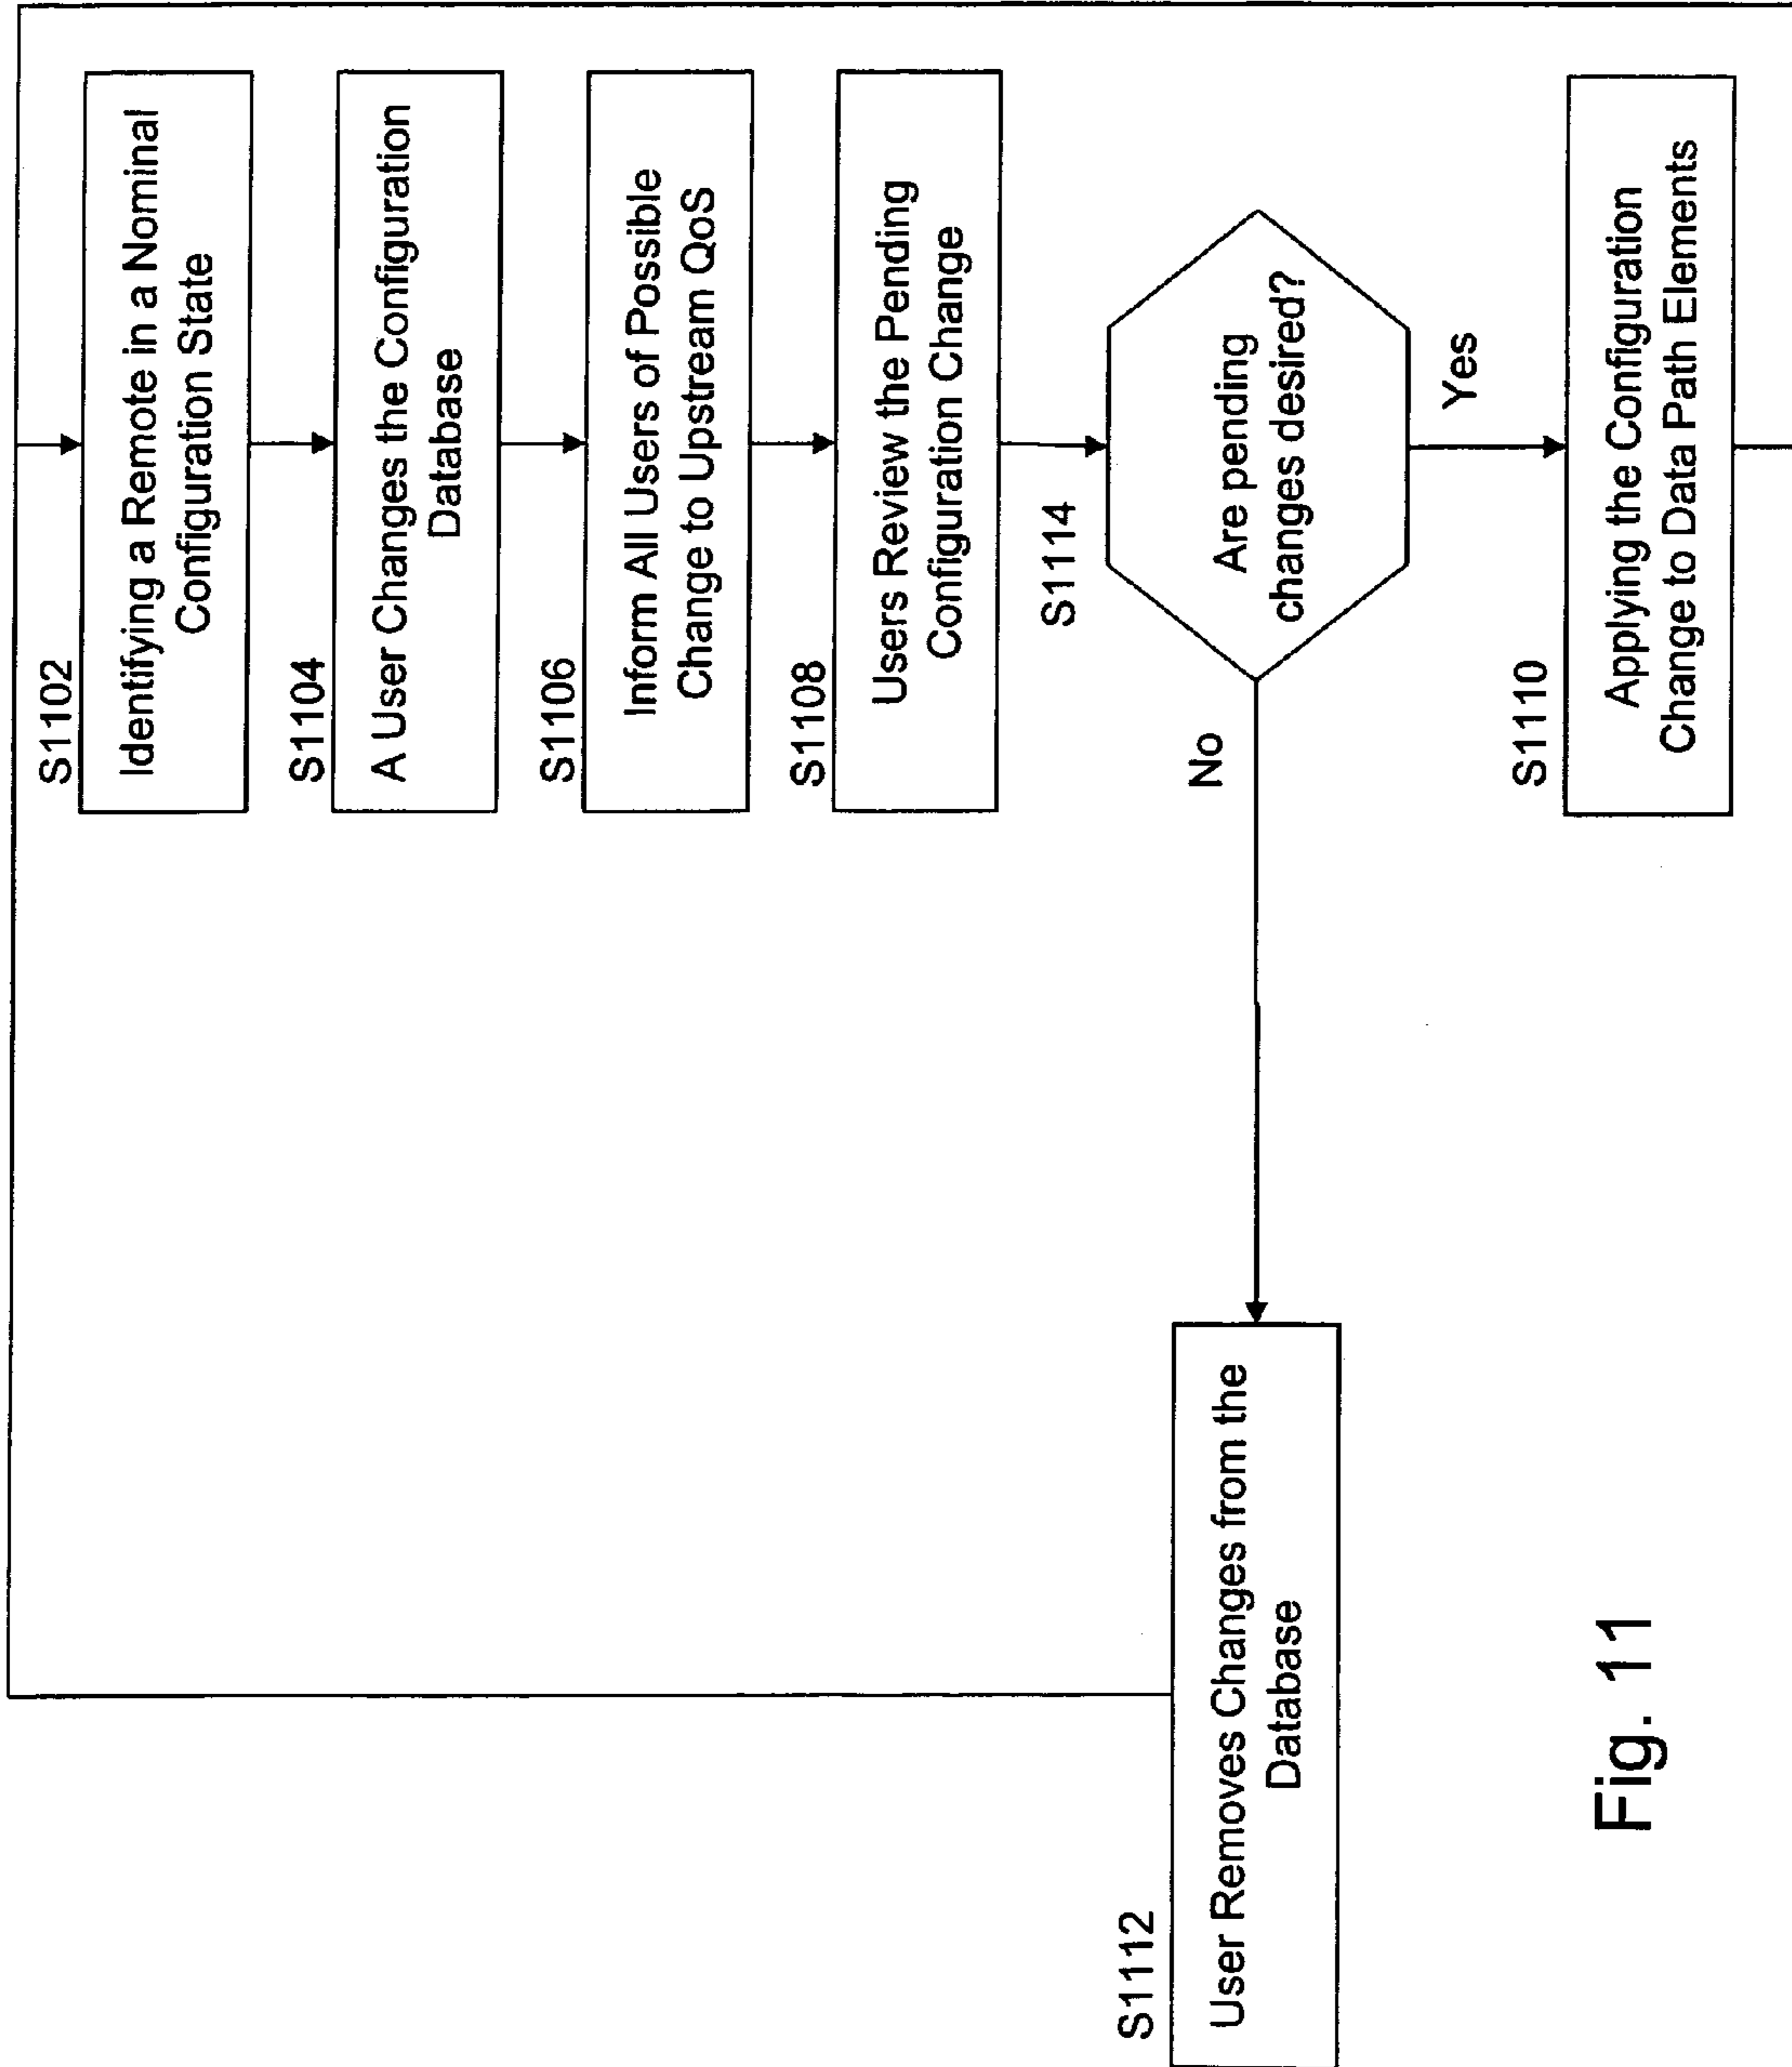 S1102
Identifying a Remote in a Nominal
Configuration State
S1104
A User Changes the Configuration
Database
S1106
Inform All Users of Possible
Change to Upstream QoS
S1108
Users Review the Pending
Configuration Change
S1114
Are pending
changes desired?
No
Yes
S1112
User Removes Changes from the
Database
S1110
Applying the Configuration
Change to Data Path Elements
Fig. 11